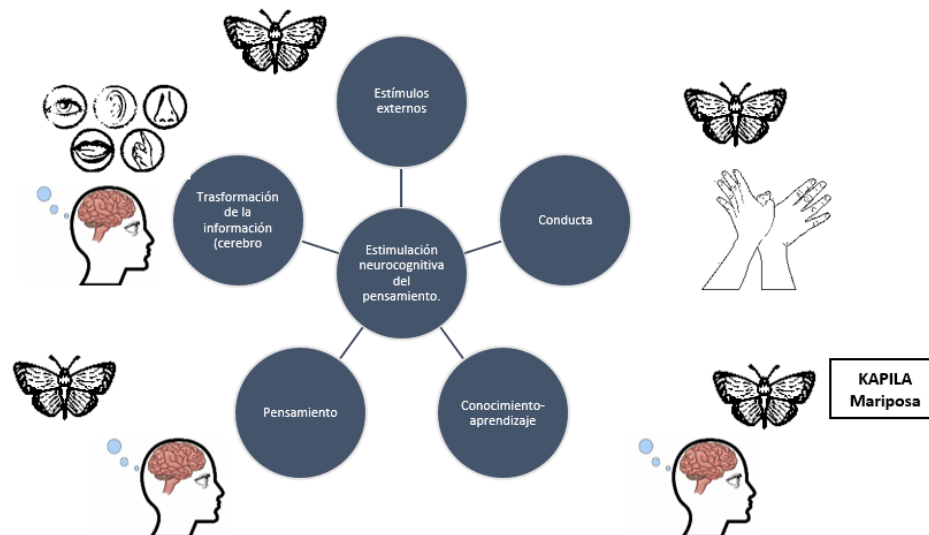 Estímulos
externos
Trasformación
de la
información
(cerebro
Conducta
Estimulación
neurocognitiva
del
pensamiento.
Pensamiento
Conocimiento-
aprendizaje
KAPILA
Mariposa